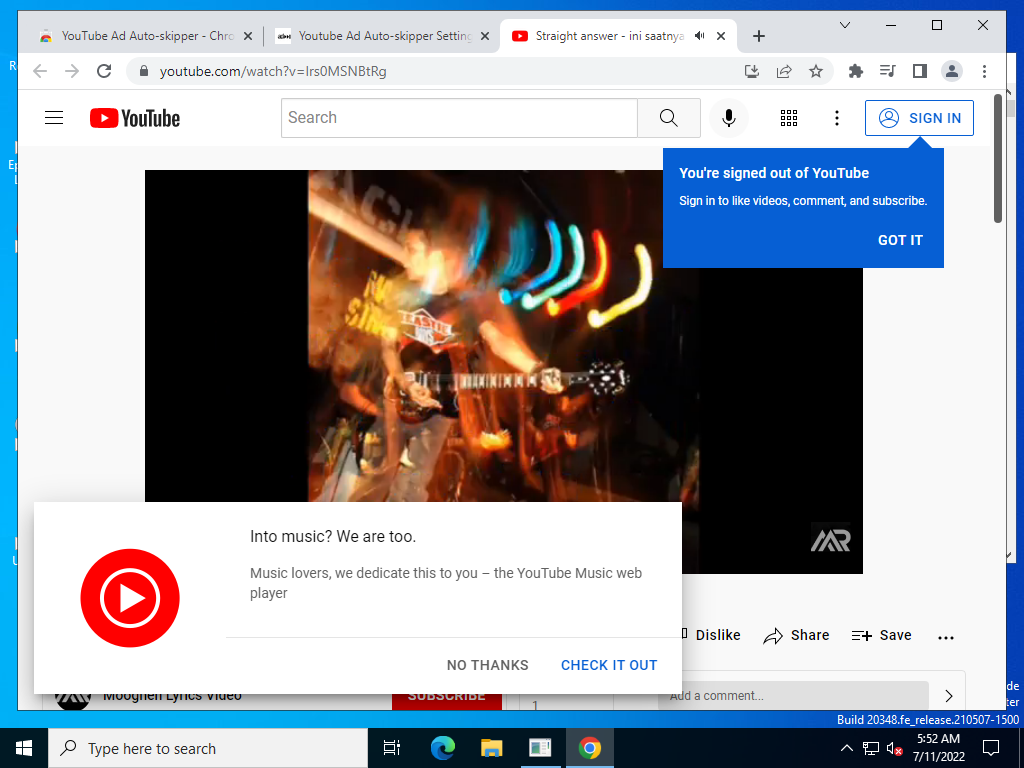 YouTube Ad Auto-skipper - Chro
Youtube Ad Auto-skipper Setting
Straight answer - ini saatnya
youtube.com/watch?v=Irs0MSNBtRg
YouTube
Search
SIGN IN
You're signed out of YouTube
Sign in to like videos, comment, and subscribe.
GOT IT
EASTIE
MR
Into music? We are too.
Music lovers, we dedicate this to you – the YouTube Music web
player
NO THANKS
CHECK IT OUT
Dislike
Share
Save
Mooghen Lyrics Video
SUBSCRIBE
1
Add a comment...
Build 20348.fe_release.210507-1500
Type here to search
5:52 AM
7/11/2022